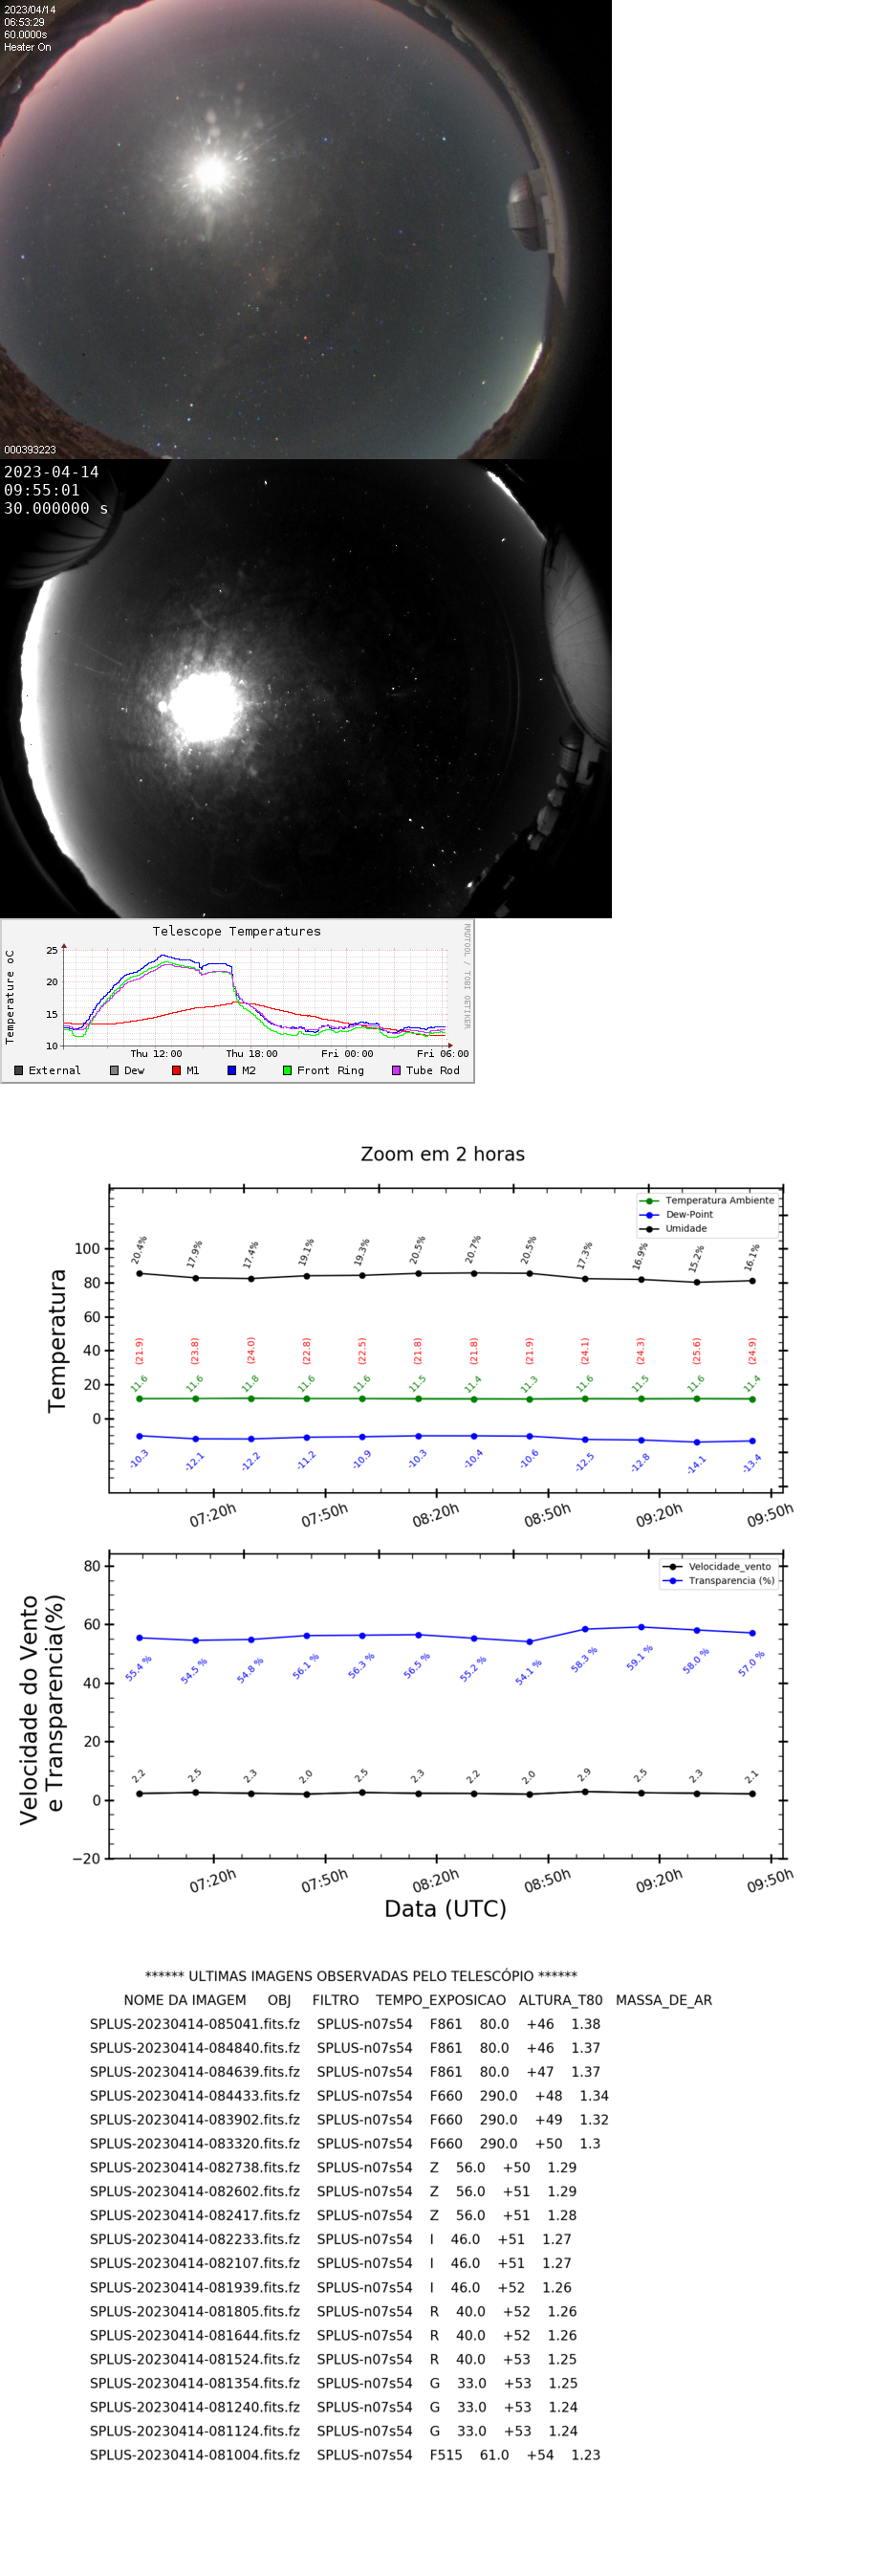 2023/04/14
06:53:29
60.0000s
Heater On
000393223
2023-04-14
09:55:01
30.000000 s
Telescope Temperatures
RRDTOOL / TOBI OETIKER
Temperature oC
25
20
15
10
Thu 12:00 Thu 18:00 Fri 00:00 Fri 06:00
External Dew M1 M2 Front Ring Tube Rod
Zoom em 2 horas
Temperatura Ambiente
Dew-Point
Umidade
Temperatura
100
80
60
40
20
0
20.4% 17.9% 17.4% 19.1% 19.3% 20.5% 20.7% 20.5% 17.3% 16.9% 15.2% 16.1%
(21.9) (23.8) (24.0) (22.8) (22.5) (21.8) (21.8) (21.9) (24.1) (24.3) (25.6) (24.9)
11.6 11.6 11.8 11.6 11.6 11.5 11.4 11.3 11.6 11.5 11.6 11.4
-10.3 -12.1 -12.2 -11.2 -10.9 -10.3 -10.4 -10.6 -12.5 -12.8 -14.1 -13.4
07:20h 07:50h 08:20h 08:50h 09:20h 09:50h
Velocidade_vento
Transparencia (%)
Velocidade do Vento
e Transparencia(%)
80
60
40
20
0
−20
55.4 % 54.5 % 54.8 % 56.1 % 56.3 % 56.5 % 55.2 % 54.1 % 58.3 % 59.1 % 58.0 % 57.0 %
2.2 2.5 2.3 2.0 2.5 2.3 2.2 2.0 2.9 2.5 2.3 2.1
07:20h 07:50h 08:20h 08:50h 09:20h 09:50h
Data (UTC)
****** ULTIMAS IMAGENS OBSERVADAS PELO TELESCÓPIO ******
NOME DA IMAGEM OBJ FILTRO TEMPO_EXPOSICAO ALTURA_T80 MASSA_DE_AR
SPLUS-20230414-085041.fits.fz SPLUS-n07s54 F861 80.0 +46 1.38
SPLUS-20230414-084840.fits.fz SPLUS-n07s54 F861 80.0 +46 1.37
SPLUS-20230414-084639.fits.fz SPLUS-n07s54 F861 80.0 +47 1.37
SPLUS-20230414-084433.fits.fz SPLUS-n07s54 F660 290.0 +48 1.34
SPLUS-20230414-083902.fits.fz SPLUS-n07s54 F660 290.0 +49 1.32
SPLUS-20230414-083320.fits.fz SPLUS-n07s54 F660 290.0 +50 1.3
SPLUS-20230414-082738.fits.fz SPLUS-n07s54 Z 56.0 +50 1.29
SPLUS-20230414-082602.fits.fz SPLUS-n07s54 Z 56.0 +51 1.29
SPLUS-20230414-082417.fits.fz SPLUS-n07s54 Z 56.0 +51 1.28
SPLUS-20230414-082233.fits.fz SPLUS-n07s54 I 46.0 +51 1.27
SPLUS-20230414-082107.fits.fz SPLUS-n07s54 I 46.0 +51 1.27
SPLUS-20230414-081939.fits.fz SPLUS-n07s54 I 46.0 +52 1.26
SPLUS-20230414-081805.fits.fz SPLUS-n07s54 R 40.0 +52 1.26
SPLUS-20230414-081644.fits.fz SPLUS-n07s54 R 40.0 +52 1.26
SPLUS-20230414-081524.fits.fz SPLUS-n07s54 R 40.0 +53 1.25
SPLUS-20230414-081354.fits.fz SPLUS-n07s54 G 33.0 +53 1.25
SPLUS-20230414-081240.fits.fz SPLUS-n07s54 G 33.0 +53 1.24
SPLUS-20230414-081124.fits.fz SPLUS-n07s54 G 33.0 +53 1.24
SPLUS-20230414-081004.fits.fz SPLUS-n07s54 F515 61.0 +54 1.23